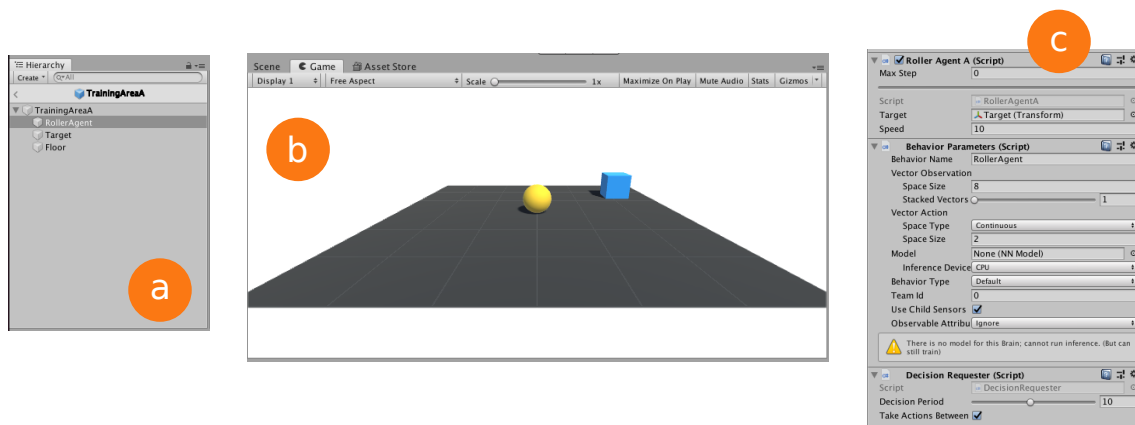 Hierarchy
Create All
TrainingAreaA
TrainingAreaA
RollerAgent
Target
Floor
a
Scene Game Asset Store
Display 1 Free Aspect Scale 1x Maximize On Play Mute Audio Stats Gizmos
b
c
Roller Agent A (Script)
Max Step 0
Script RollerAgentA
Target Target (Transform)
Speed 10
Behavior Parameters (Script)
Behavior Name RollerAgent
Vector Observation
Space Size 8
Stacked Vectors 1
Vector Action
Space Type Continuous
Space Size 2
Model None (NN Model)
Inference Device CPU
Behavior Type Default
Team Id 0
Use Child Sensors
Observable Attribu Ignore
There is no model for this Brain; cannot run inference. (But can
still train)
Decision Requester (Script)
Script DecisionRequester
Decision Period 10
Take Actions Between